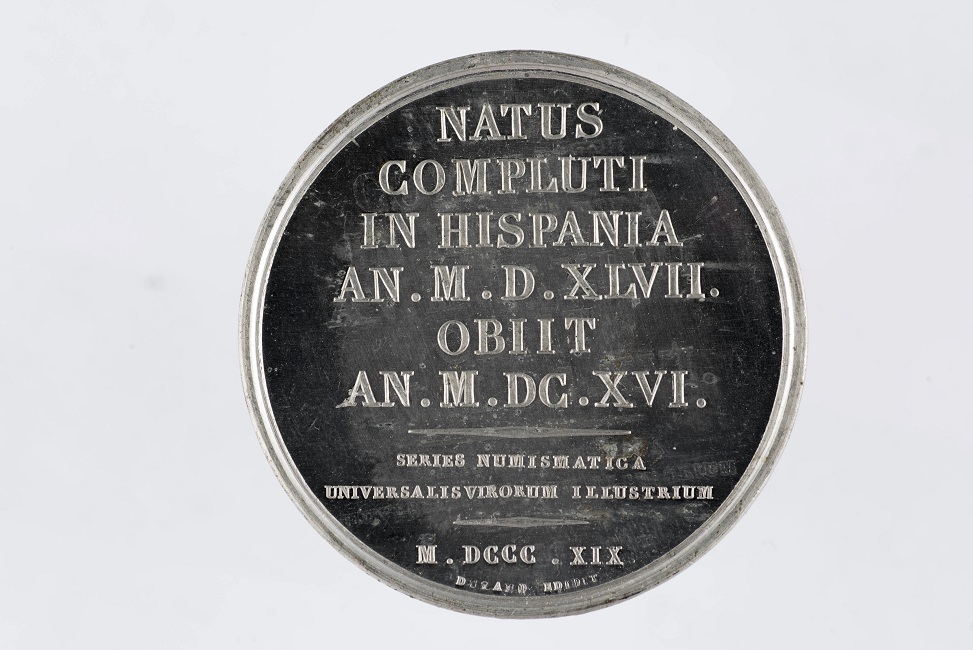 NATUS
COMPLUTI
IN HISPANIA
AN. M. D. XLVII.
OBIIT
AN. M. DC. XVI.
SERIES NUMISMATICA
UNIVERSALIS VIRORUM ILLUSTRIUM
M. DCCC. XIX
DURAND EDIDIT